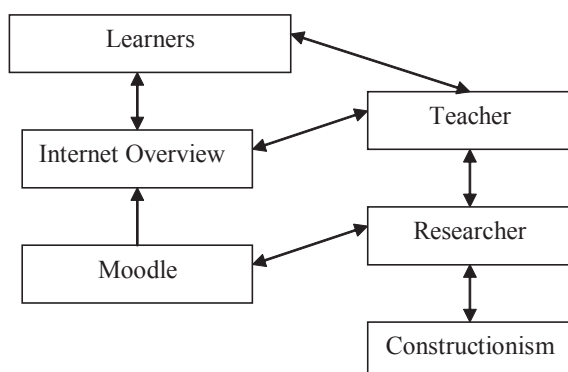 Learners
Teacher
Internet Overview
Researcher
Moodle
Constructionism